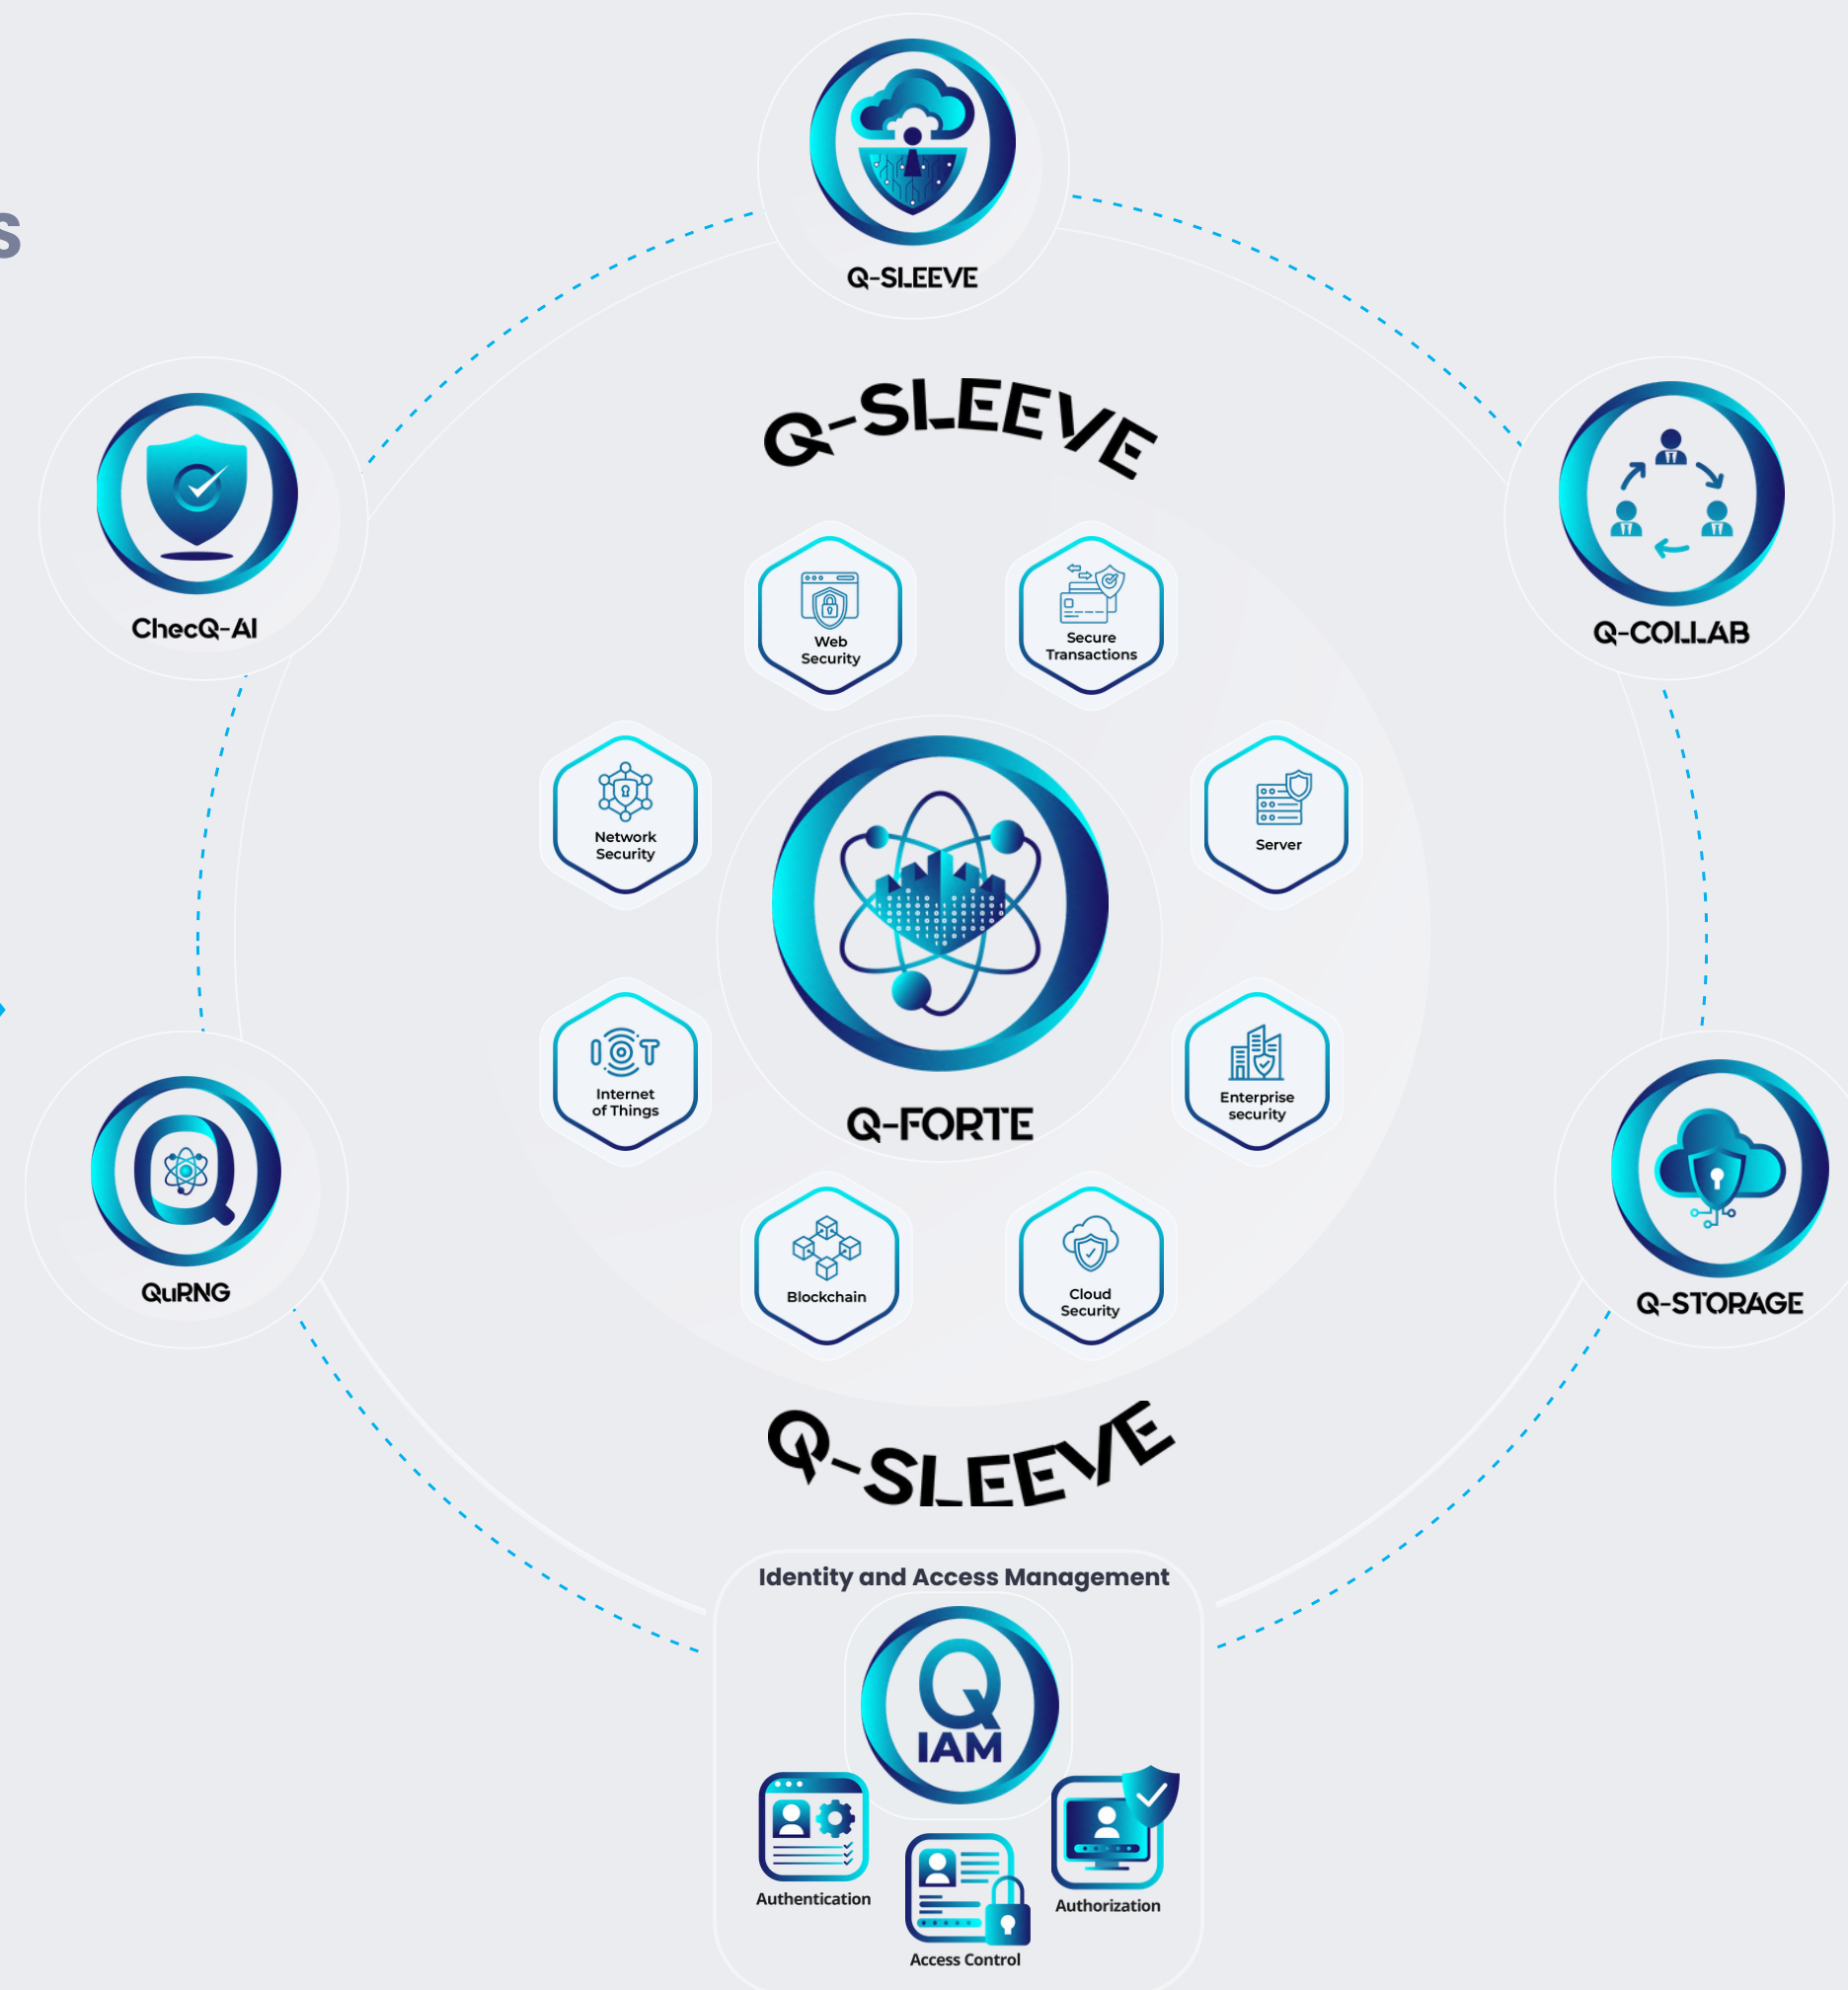 s
Q-SLEEVE
ChecQ-AI
Q-COLLAB
Q-SLEEVE
Web
Security
Secure
Transactions
Network
Security
Server
Internet
of Things
Enterprise
security
Q-FORTE
Blockchain
Cloud
Security
QuRNG
Q-STORAGE
Q-SLEEVE
Identity and Access Management
Q
IAM
Authentication
Access Control
Authorization